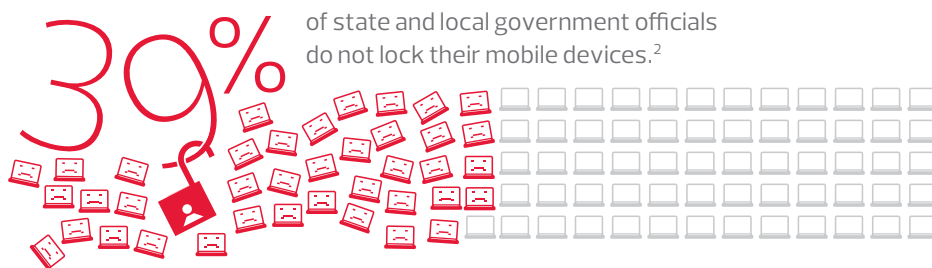 39%
of state and local government officials
do not lock their mobile devices.²